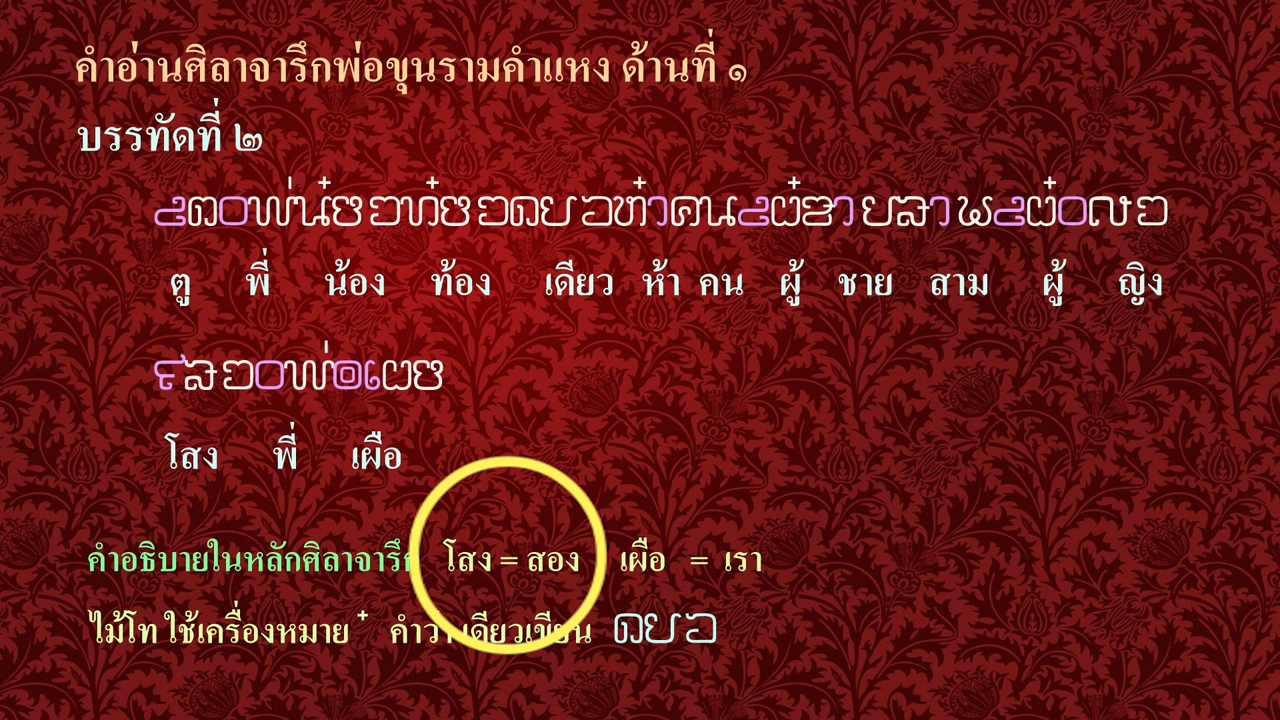 คำอ่านศิลาจารึกพ่อขุนรามคำแหง ด้านที่ ๑
บรรทัดที่ ๒
ตู พี่ น้อง ท้อง เดียว ห้า คน ผู้ ชาย สาม ผู้ ญิง
โสง พี่ เผือ
คำอธิบายในหลักศิลาจารึก โสง = สอง เผือ = เรา
ไม้โท ใช้เครื่องหมาย + คำว่าเดียวเขียน